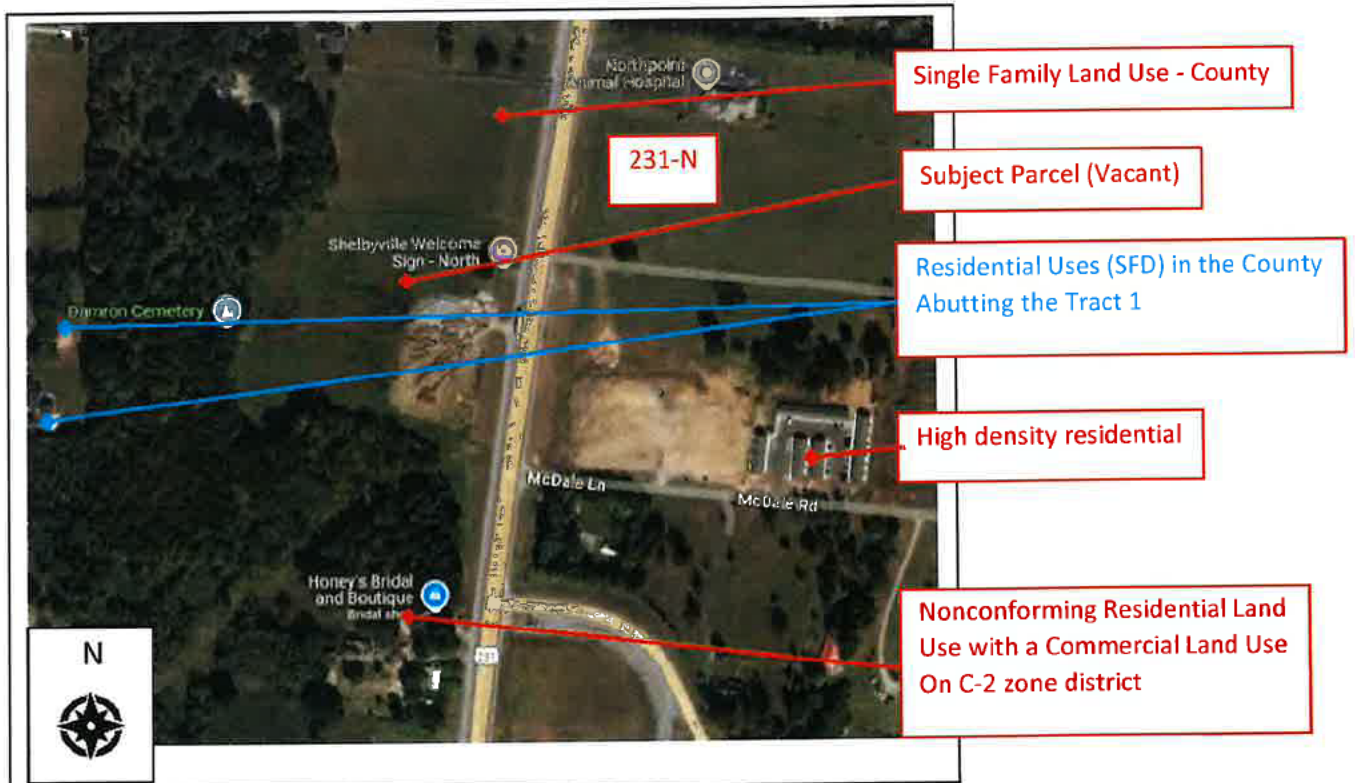 Northpoint
Animal Hospital
Single Family Land Use - County
231-N
Subject Parcel (Vacant)
Shelbyville Welcome
Sign - North
Residential Uses (SFD) in the County
Abutting the Tract 1
Damron Cemetery
High density residential
McDale Ln
McDale Rd
Honey's Bridal
and Boutique
Bridal shop
Nonconforming Residential Land
Use with a Commercial Land Use
On C-2 zone district
N
231